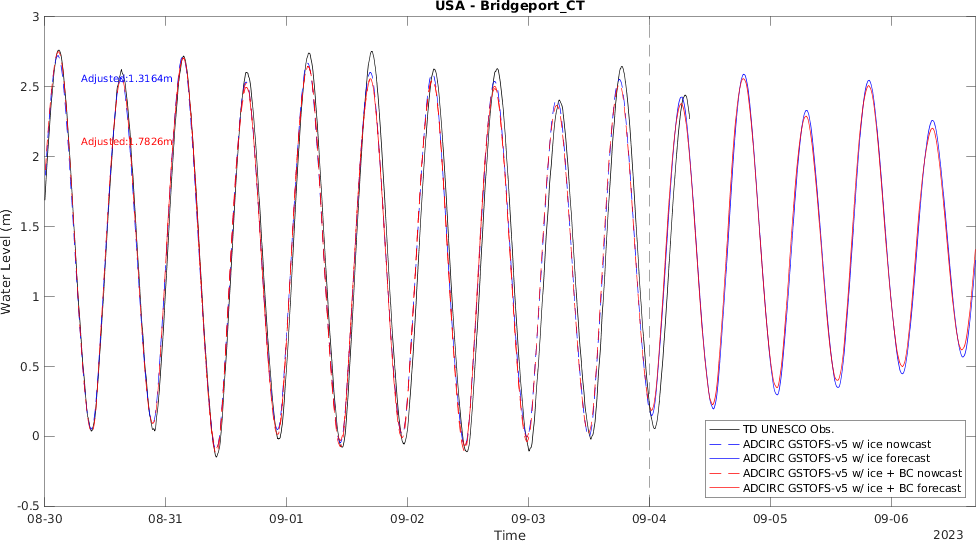 USA - Bridgeport_CT
3
2.5
2
1.5
1
0.5
0
-0.5
Water Level (m)
Adjusted:1.3164m
Adjusted:1.7826m
TD UNESCO Obs.
ADCIRC GSTOFS-v5 w/ ice nowcast
ADCIRC GSTOFS-v5 w/ ice forecast
ADCIRC GSTOFS-v5 w/ ice + BC nowcast
ADCIRC GSTOFS-v5 w/ ice + BC forecast
08-30 08-31 09-01 09-02 09-03 09-04 09-05 09-06
Time
2023